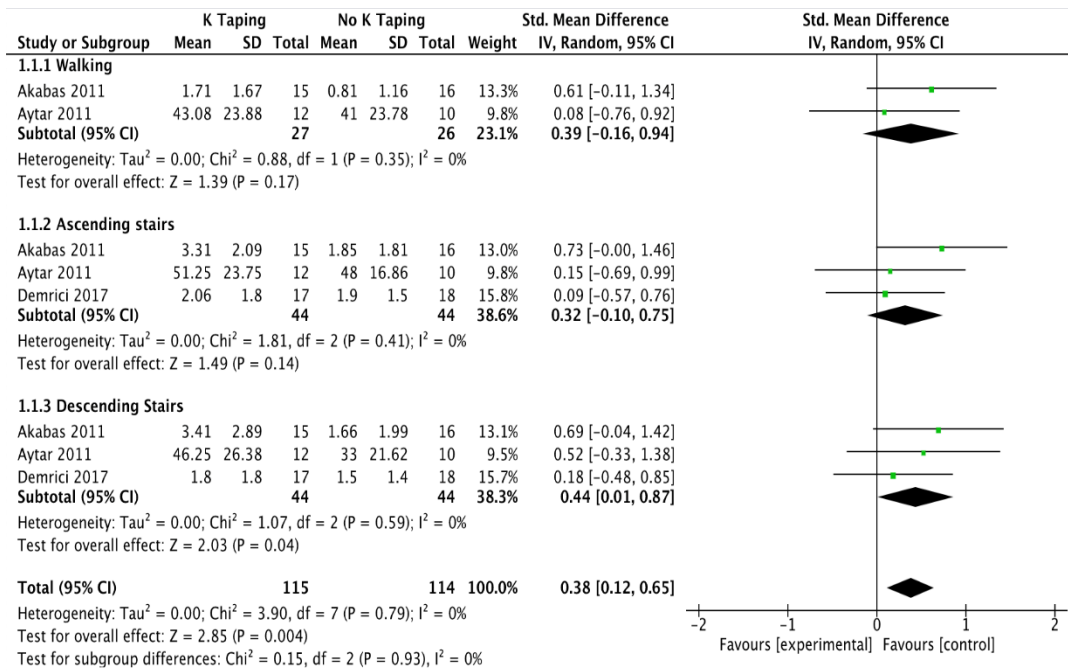 K Taping No K Taping Std. Mean Difference Std. Mean Difference
Study or Subgroup Mean SD Total Mean SD Total Weight IV, Random, 95% CI IV, Random, 95% CI
1.1.1 Walking
Akabas 2011 1.71 1.67 15 0.81 1.16 16 13.3% 0.61 [-0.11, 1.34]
Aytar 2011 43.08 23.88 12 41 23.78 10 9.8% 0.08 [-0.76, 0.92]
Subtotal (95% CI) 27 26 23.1% 0.39 [-0.16, 0.94]
Heterogeneity: Tau² = 0.00; Chi² = 0.88, df = 1 (P = 0.35); I² = 0%
Test for overall effect: Z = 1.39 (P = 0.17)
1.1.2 Ascending stairs
Akabas 2011 3.31 2.09 15 1.85 1.81 16 13.0% 0.73 [-0.00, 1.46]
Aytar 2011 51.25 23.75 12 48 16.86 10 9.8% 0.15 [-0.69, 0.99]
Demrici 2017 2.06 1.8 17 1.9 1.5 18 15.8% 0.09 [-0.57, 0.76]
Subtotal (95% CI) 44 44 38.6% 0.32 [-0.10, 0.75]
Heterogeneity: Tau² = 0.00; Chi² = 1.81, df = 2 (P = 0.41); I² = 0%
Test for overall effect: Z = 1.49 (P = 0.14)
1.1.3 Descending Stairs
Akabas 2011 3.41 2.89 15 1.66 1.99 16 13.1% 0.69 [-0.04, 1.42]
Aytar 2011 46.25 26.38 12 33 21.62 10 9.5% 0.52 [-0.33, 1.38]
Demrici 2017 1.8 1.8 17 1.5 1.4 18 15.7% 0.18 [-0.48, 0.85]
Subtotal (95% CI) 44 44 38.3% 0.44 [0.01, 0.87]
Heterogeneity: Tau² = 0.00; Chi² = 1.07, df = 2 (P = 0.59); I² = 0%
Test for overall effect: Z = 2.03 (P = 0.04)
Total (95% CI) 115 114 100.0% 0.38 [0.12, 0.65]
Heterogeneity: Tau² = 0.00; Chi² = 3.90, df = 7 (P = 0.79); I² = 0%
Test for overall effect: Z = 2.85 (P = 0.004)
Test for subgroup differences: Chi² = 0.15, df = 2 (P = 0.93), I² = 0%
-2 -1 0 1 2
Favours [experimental] Favours [control]